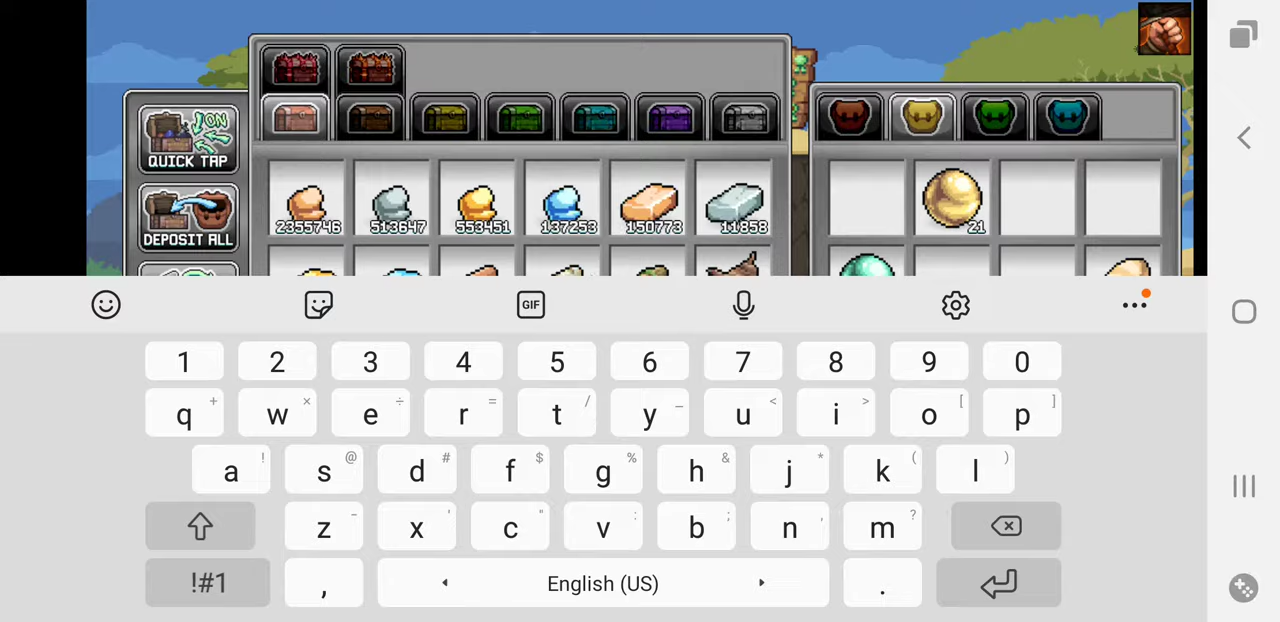 ON
QUICK TAP
DEPOSIT ALL
2355746 513647 553451 137253 150773 11858
21
GIF
1 2 3 4 5 6 7 8 9 0
q + w × e ÷ r = t / y _ u < i > o [ p ]
a ! s @ d # f $ g % h & j * k ( l )
z - x ' c " v : b ; n , m ?
!#1 , English (US) .